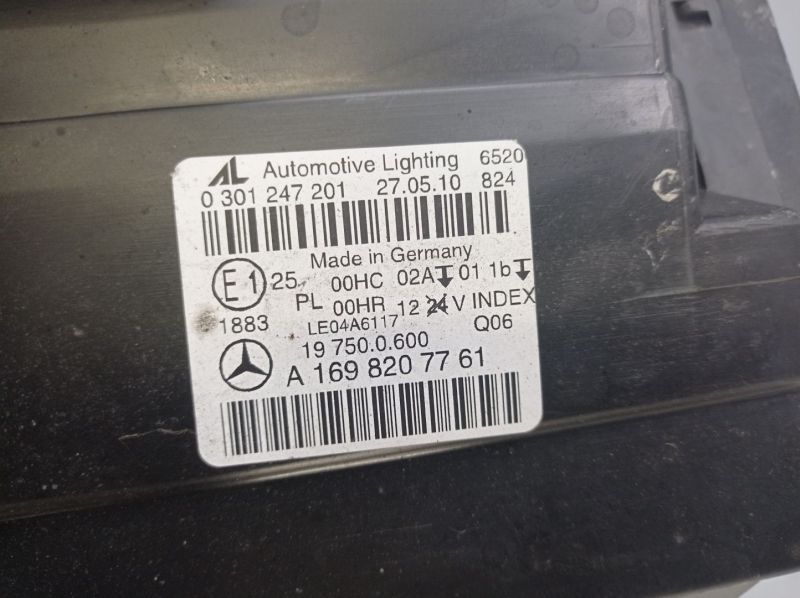 AL Automotive Lighting 6520
0 301 247 201 27.05.10 824
Made in Germany
E1 25 00HC 02A 01 1b
PL 00HR 12 24 V INDEX
1883 LE04A6117 Q06
19 750.0.600
A 169 820 77 61